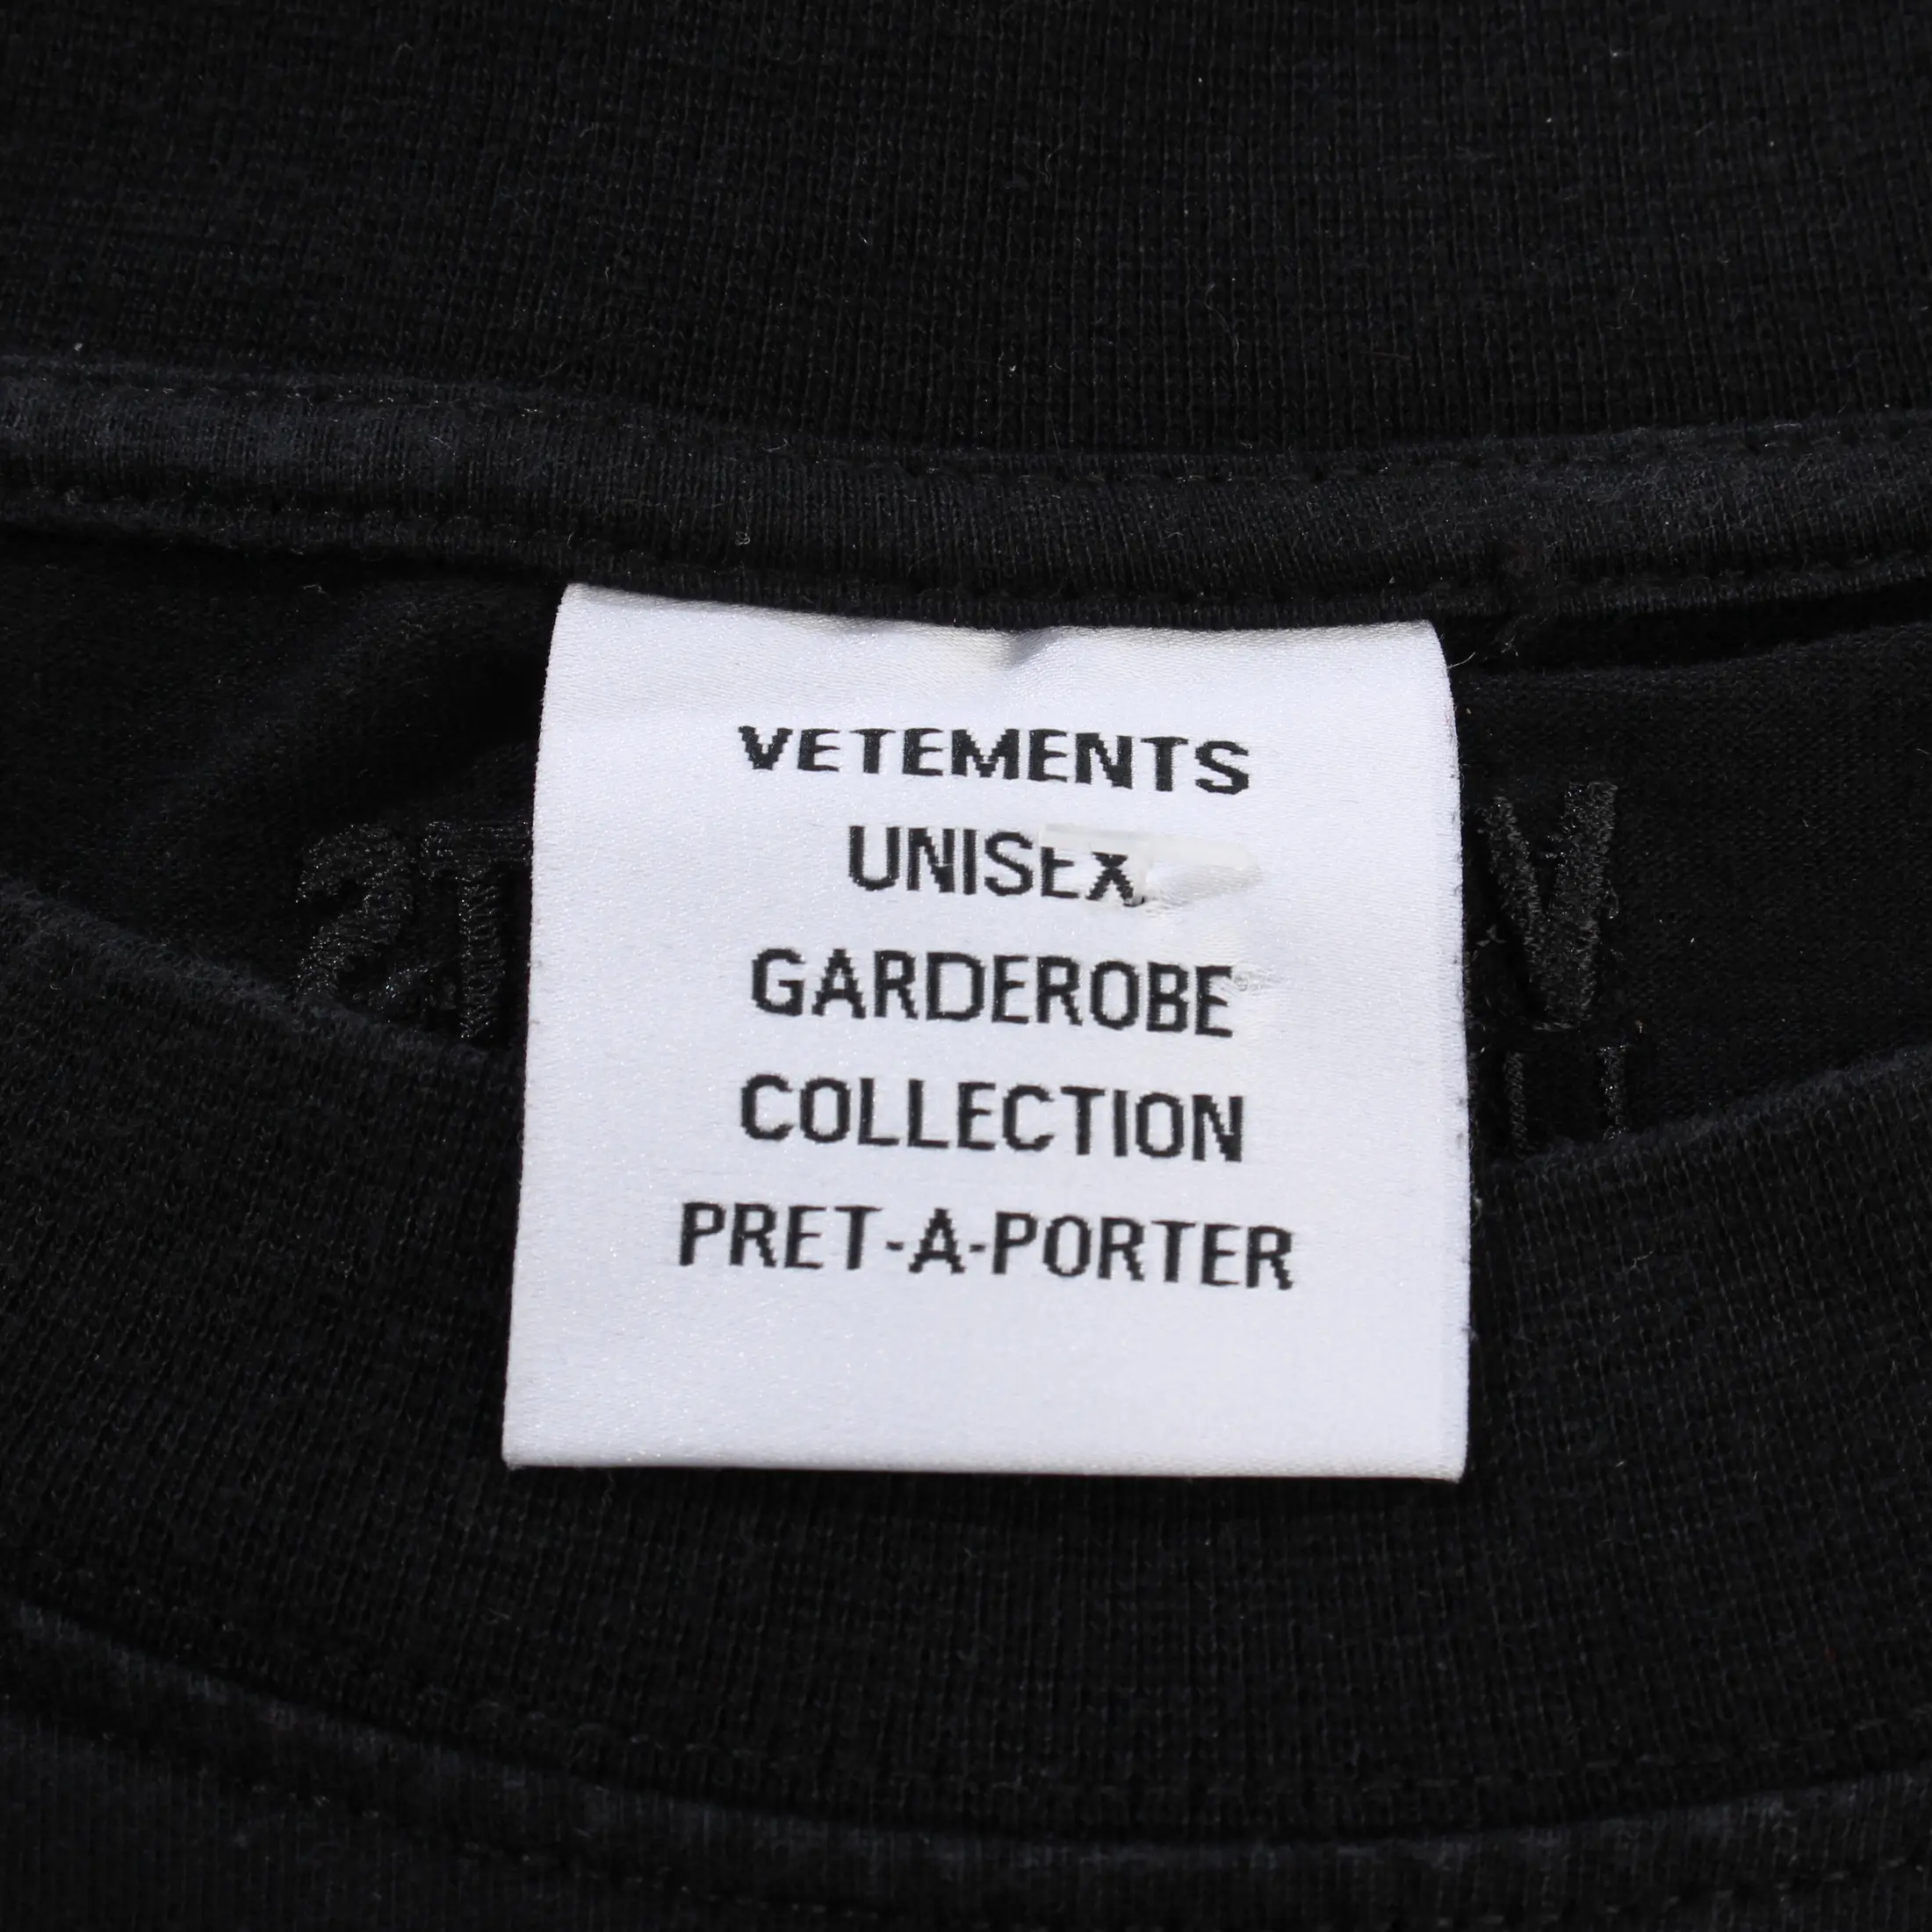 VETEMENTS
UNISEX
GARDEROBE
COLLECTION
PRET-A-PORTER